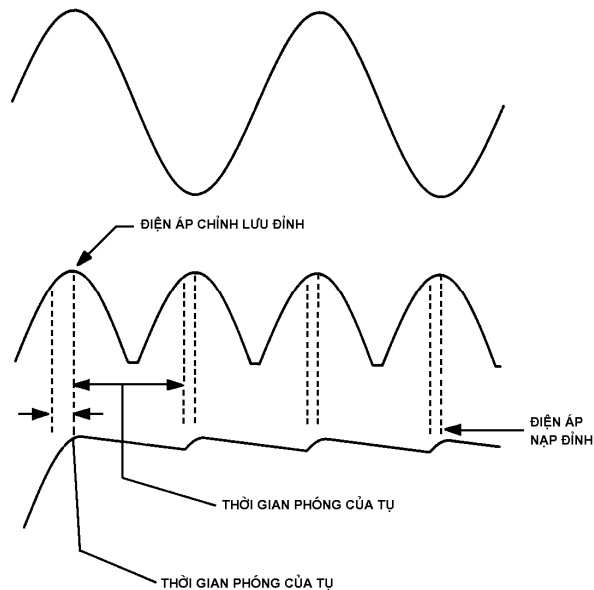 ĐIỆN ÁP CHỈNH LƯU ĐỈNH
ĐIỆN ÁP
NẠP ĐỈNH
THỜI GIAN PHÓNG CỦA TỤ
THỜI GIAN PHÓNG CỦA TỤ